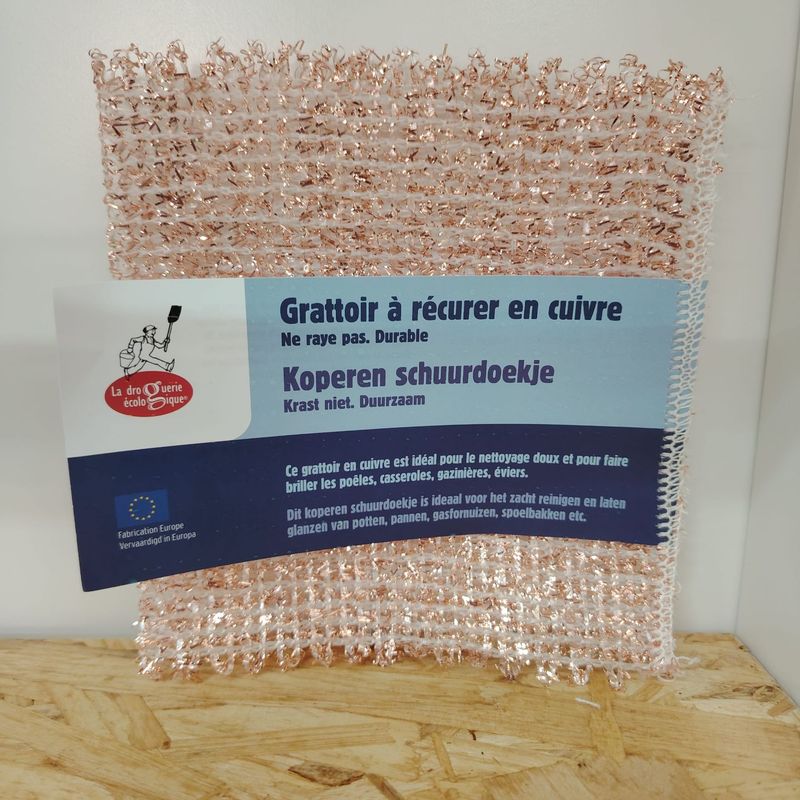 Grattoir à récurer en cuivre
Ne raye pas. Durable
Koperen schuurdoekje
Krast niet. Duurzaam
La droguerie
écologique®
Ce grattoir en cuivre est idéal pour le nettoyage doux et pour faire
briller les poêles, casseroles, gazinières, éviers.
Dit koperen schuurdoekje is ideaal voor het zacht reinigen en laten
glanzen van potten, pannen, gasfornuizen, spoelbakken etc.
Fabrication Europe
Vervaardigd in Europa